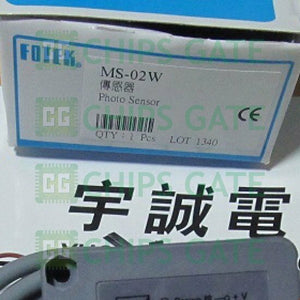 FOTEK®
MS-02W
傳感器
Photo Sensor
CE
QTY : 1 Pcs LOT 1340
CHIPS GATE
CHIPS GATE
CHIPS GATE
宇誠電